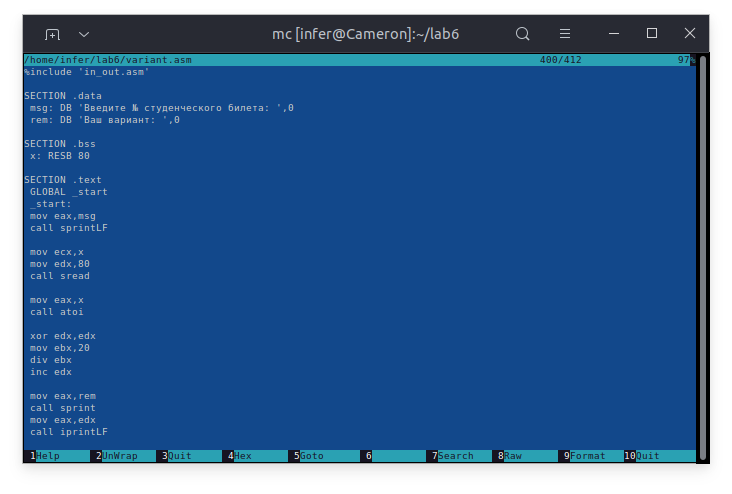 mc [infer@Cameron]:~/lab6
/home/infer/lab6/variant.asm 400/412 97%
%include 'in_out.asm'
SECTION .data
msg: DB 'Введите № студенческого билета: ',0
rem: DB 'Ваш вариант: ',0
SECTION .bss
x: RESB 80
SECTION .text
GLOBAL _start
_start:
mov eax,msg
call sprintLF
mov ecx,x
mov edx,80
call sread
mov eax,x
call atoi
xor edx,edx
mov ebx,20
div ebx
inc edx
mov eax,rem
call sprint
mov eax,edx
call iprintLF
1Help 2UnWrap 3Quit 4Hex 5Goto 6 7Search 8Raw 9Format 10Quit